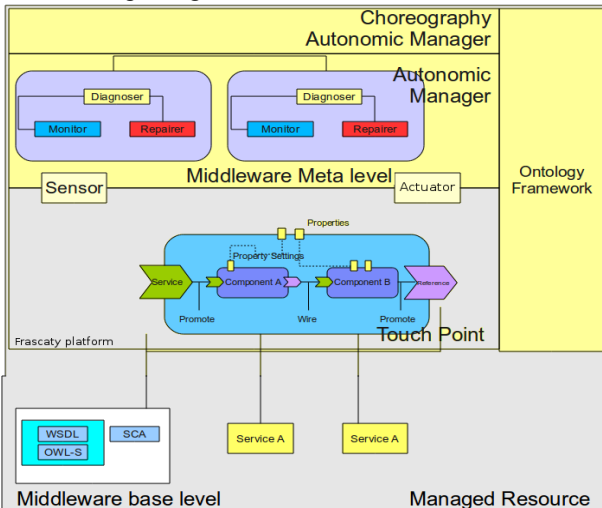 Choreography
Autonomic Manager
Autonomic
Manager
Diagnoser
Diagnoser
Monitor
Repairer
Monitor
Repairer
Middleware Meta level
Ontology
Framework
Sensor
Actuator
Properties
Property Settings
Service
Component A
Component B
Reference
Promote
Wire
Promote
Touch Point
Frascaty platform
WSDL
SCA
OWL-S
Service A
Service A
Middleware base level
Managed Resource